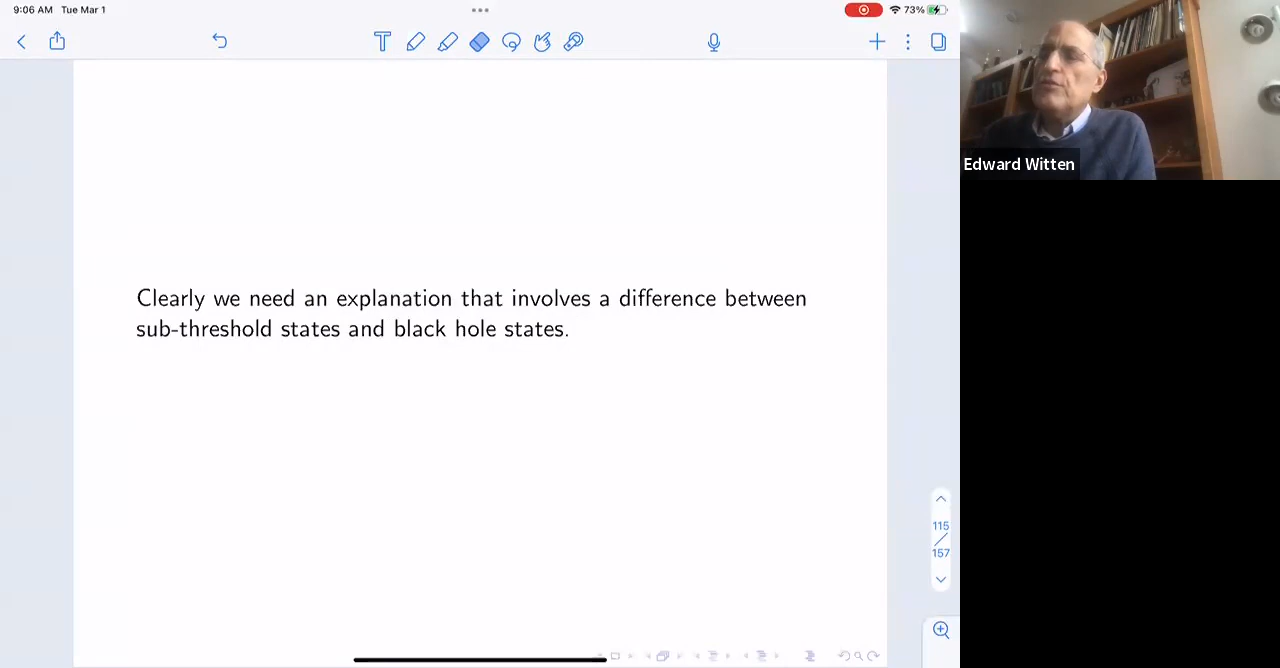 9:06 AM Tue Mar 1
73%
Edward Witten
Clearly we need an explanation that involves a difference between
sub-threshold states and black hole states.
115
157